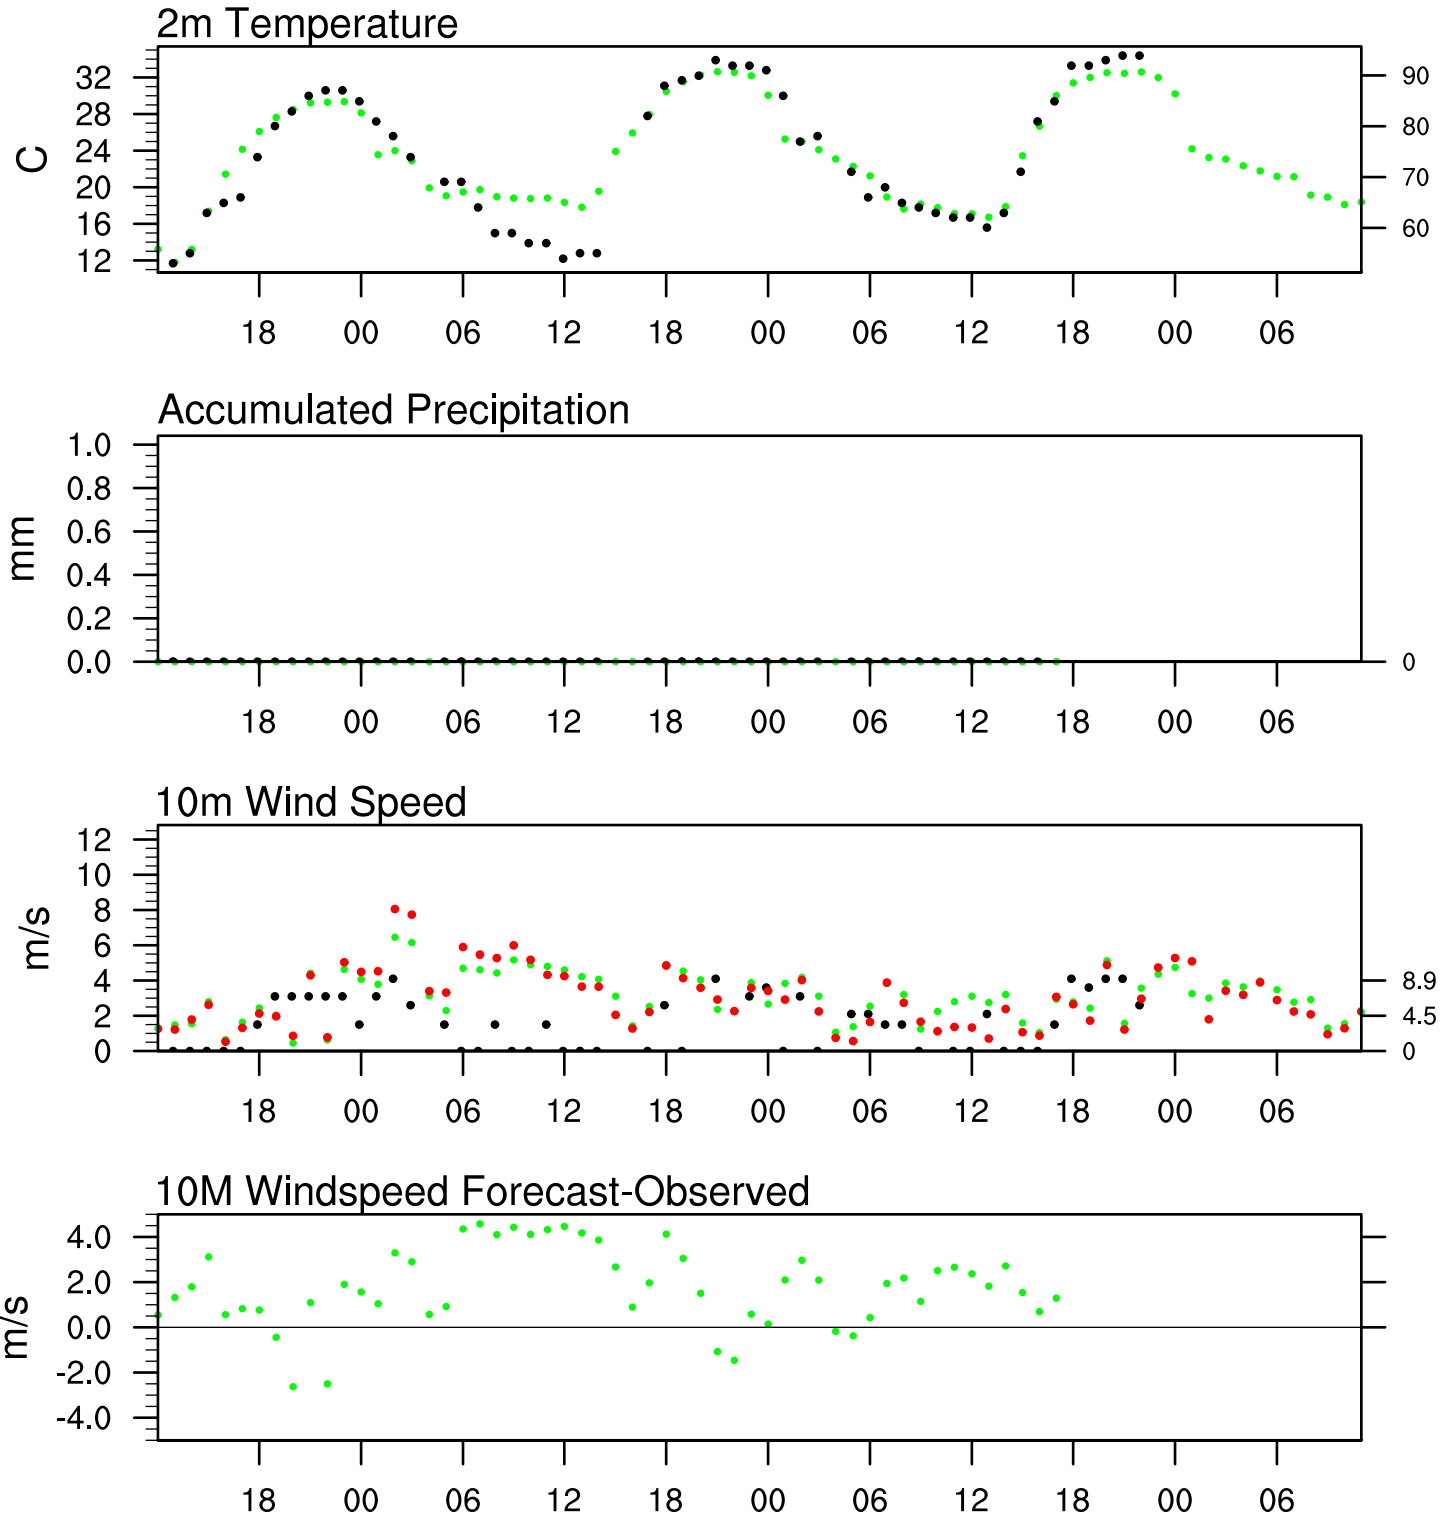 2m Temperature
32
28
24
20
16
12
C
90
80
70
60
18 00 06 12 18 00 06 12 18 00 06
Accumulated Precipitation
1.0
0.8
0.6
0.4
0.2
0.0
mm
0
18 00 06 12 18 00 06 12 18 00 06
10m Wind Speed
12
10
8
6
4
2
0
m/s
8.9
4.5
0
18 00 06 12 18 00 06 12 18 00 06
10M Windspeed Forecast-Observed
4.0
2.0
0.0
-2.0
-4.0
m/s
18 00 06 12 18 00 06 12 18 00 06